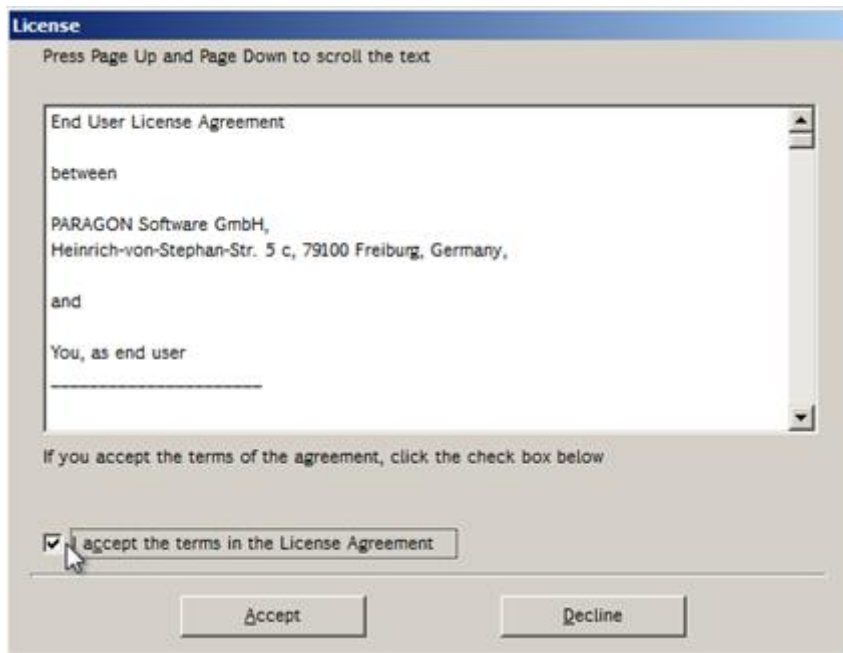 License
Press Page Up and Page Down to scroll the text
End User License Agreement
between
PARAGON Software GmbH,
Heinrich-von-Stephan-Str. 5 c, 79100 Freiburg, Germany,
and
You, as end user
______________________
If you accept the terms of the agreement, click the check box below
I accept the terms in the License Agreement
Accept
Decline